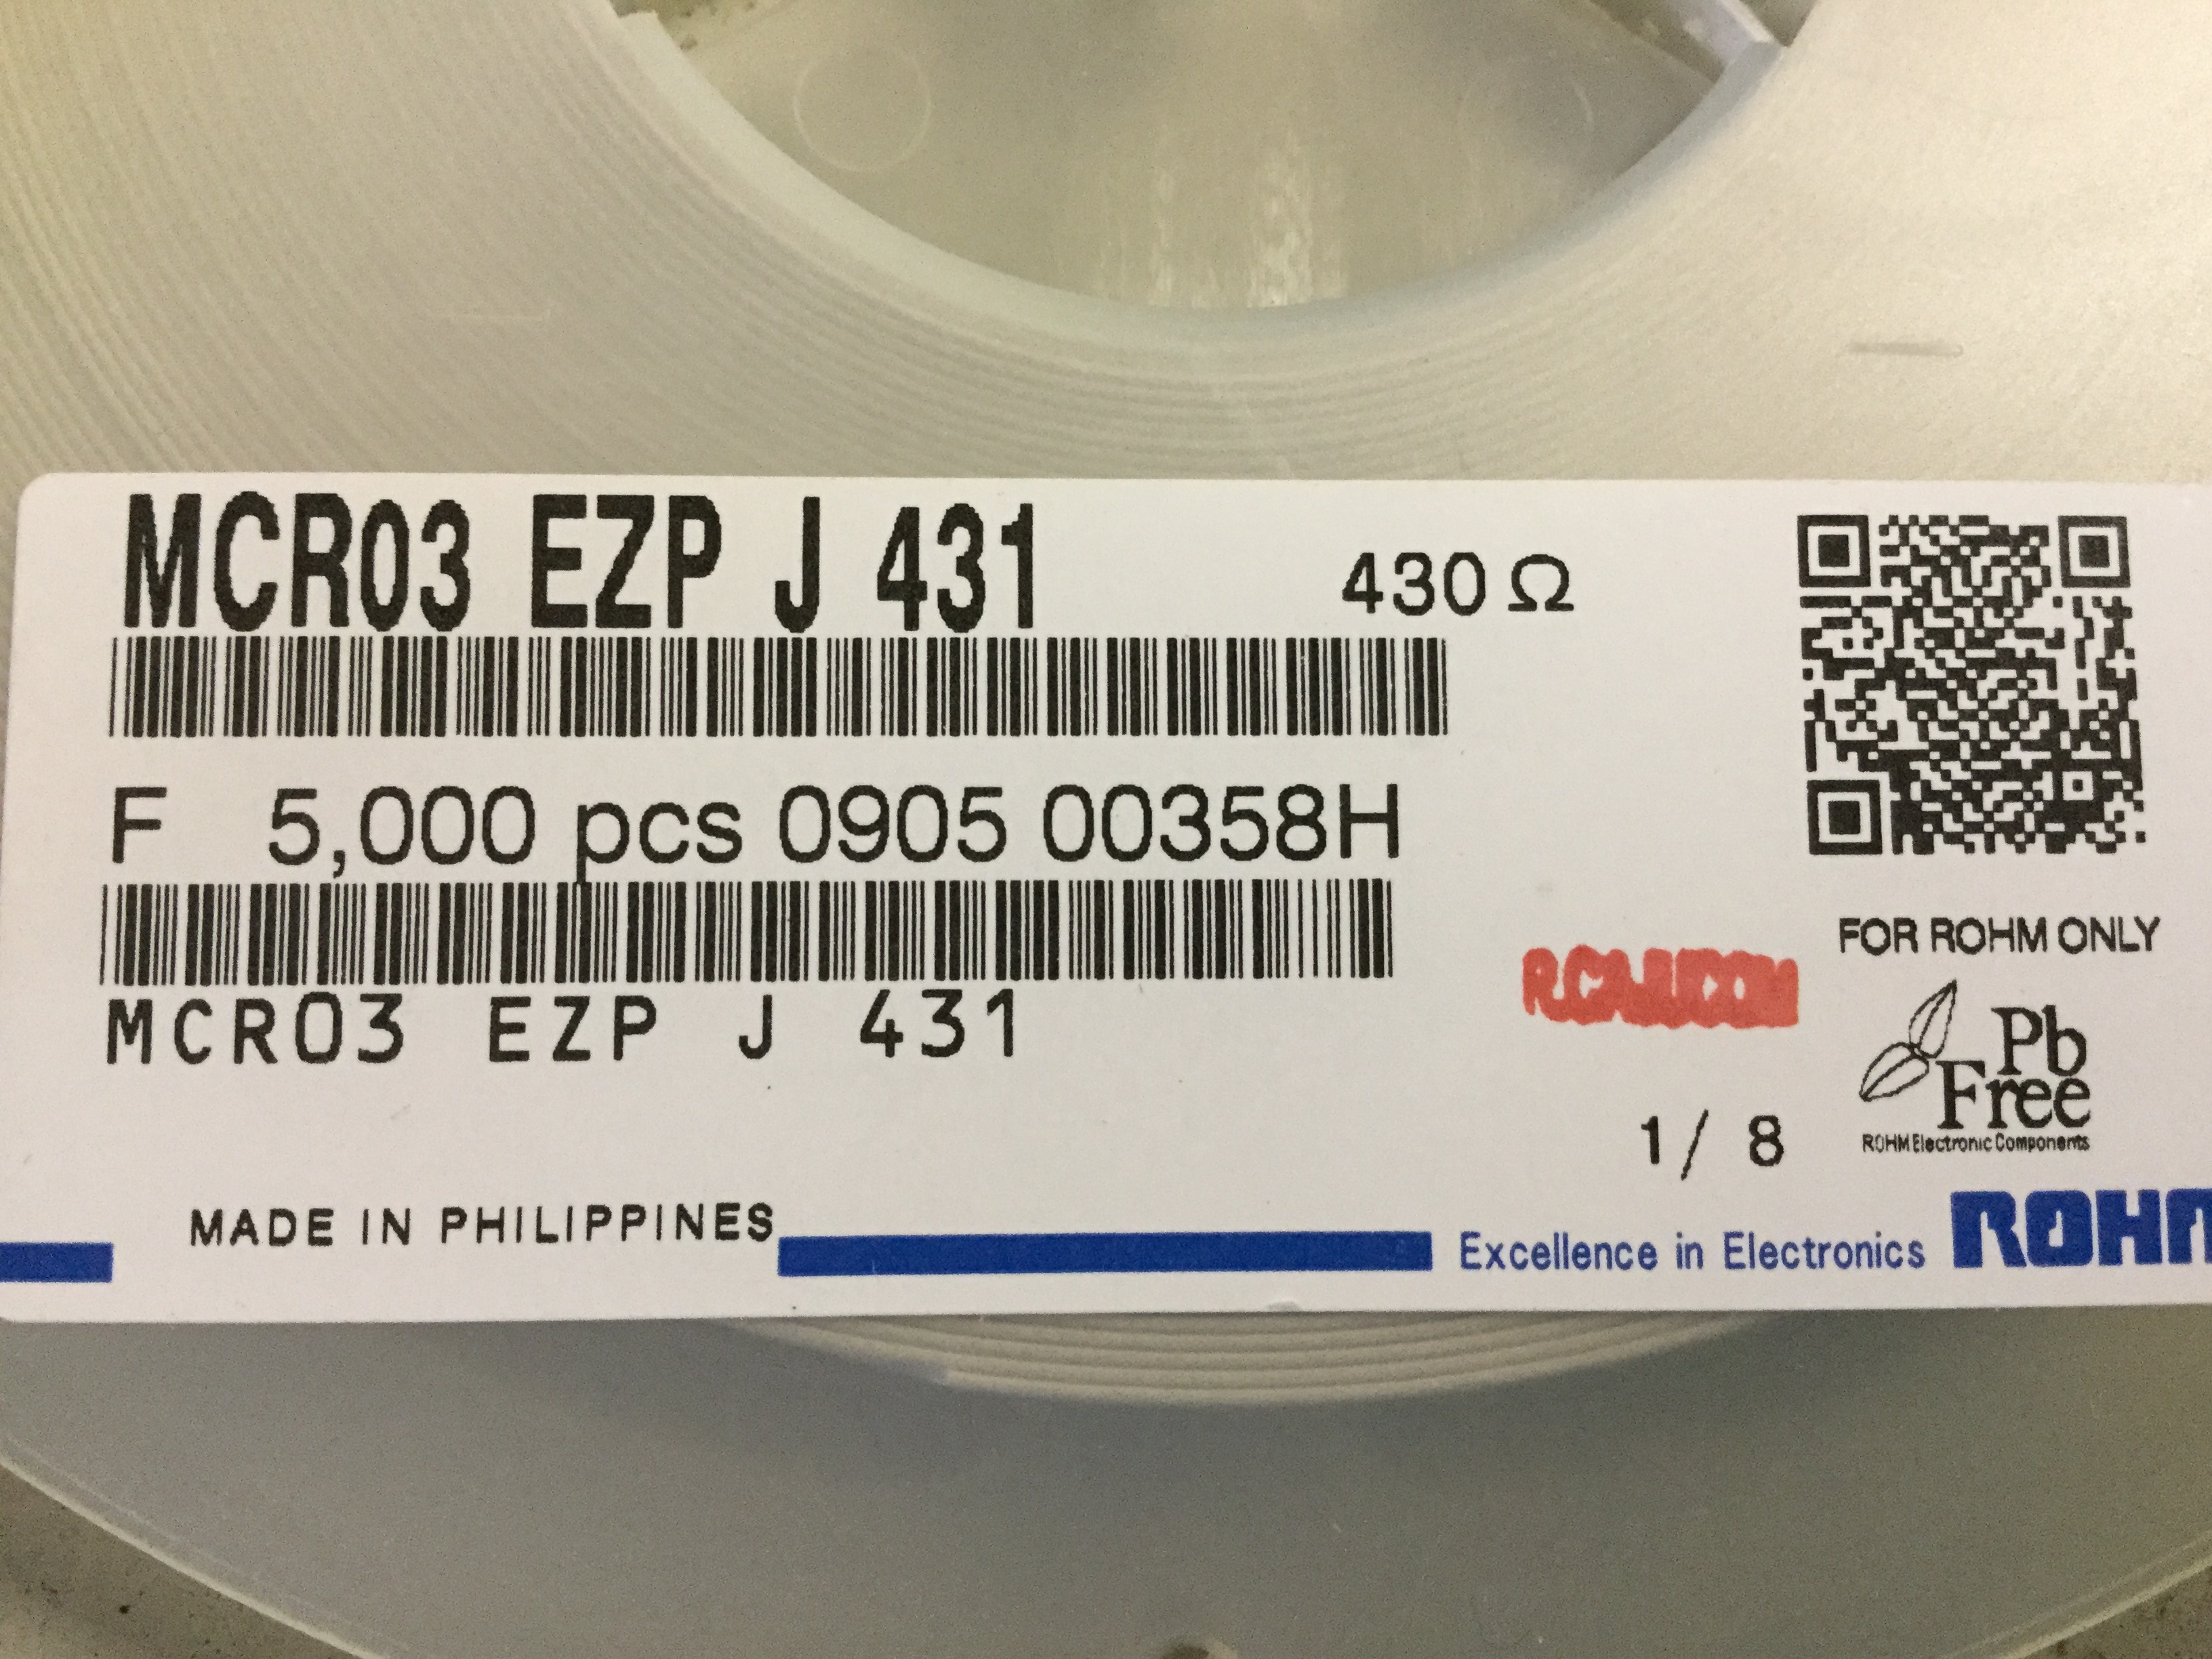 MCR03 EZP J 431
430 Ω
F 5,000 pcs 0905 00358H
MCR03 EZP J 431
FOR ROHM ONLY
Pb
Free
ROHM Electronic Components
1/ 8
MADE IN PHILIPPINES
Excellence in Electronics